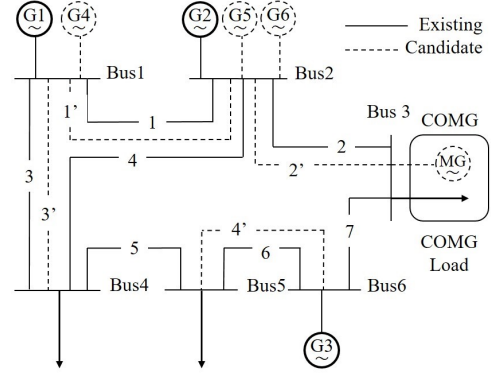 G1
G4
G2
G5
G6
Existing
Candidate
Bus1
Bus2
1'
1
Bus 3
COMG
2
MG
2'
4
3
3'
COMG
Load
4'
7
5
6
Bus4
Bus5
Bus6
G3